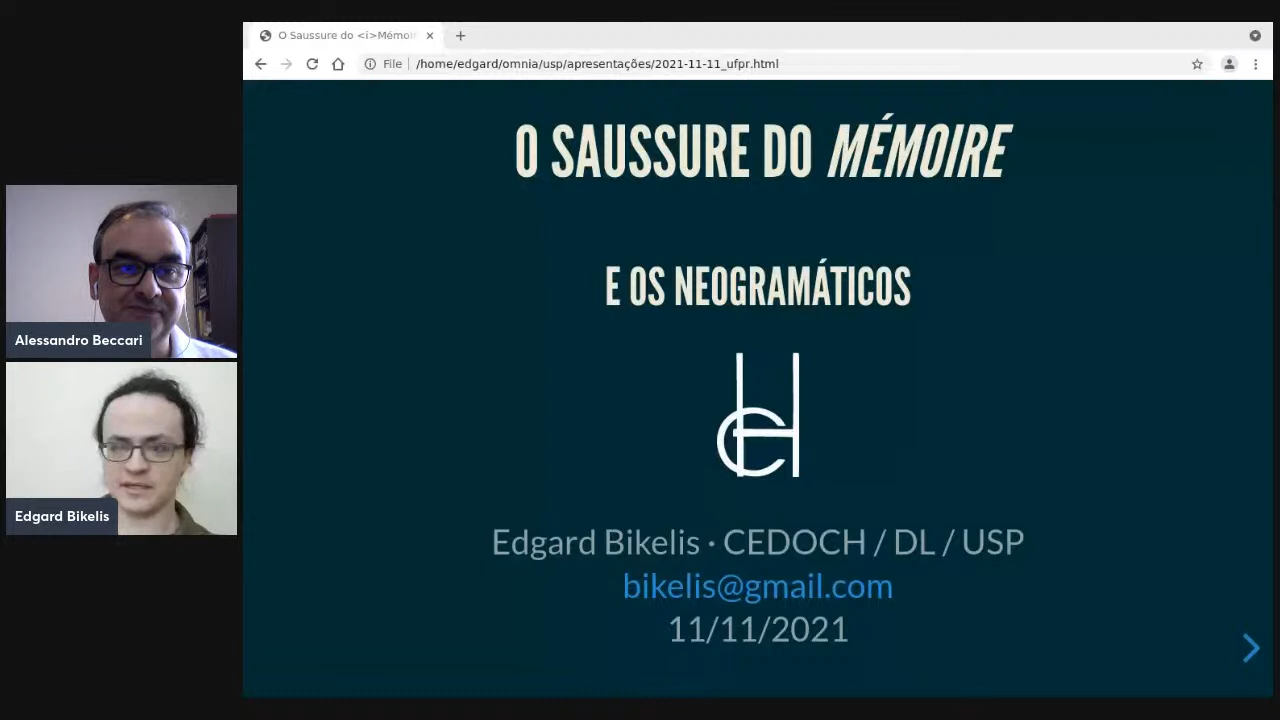 O Saussure do <i>Mémoir
File
/home/edgard/omnia/usp/apresentações/2021-11-11_ufpr.html
O SAUSSURE DO MÉMOIRE
E OS NEOGRAMÁTICOS
Edgard Bikelis · CEDOCH / DL / USP
bikelis@gmail.com
11/11/2021
Alessandro Beccari
Edgard Bikelis